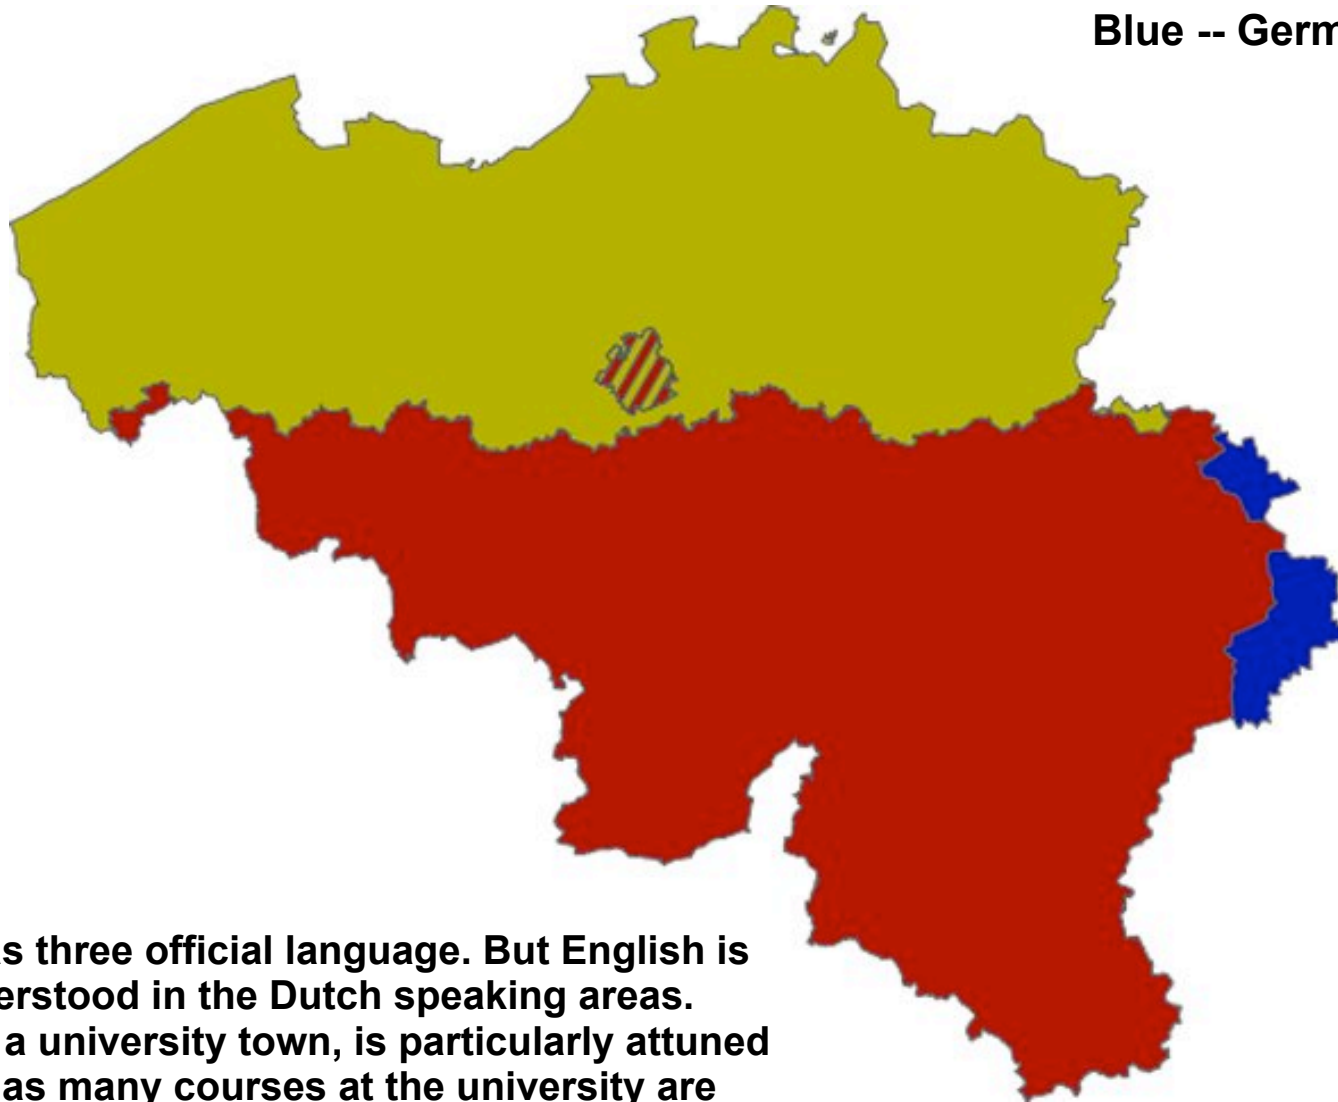 Blue -- Germ
s three official language. But English is
erstood in the Dutch speaking areas.
a university town, is particularly attuned
as many courses at the university are